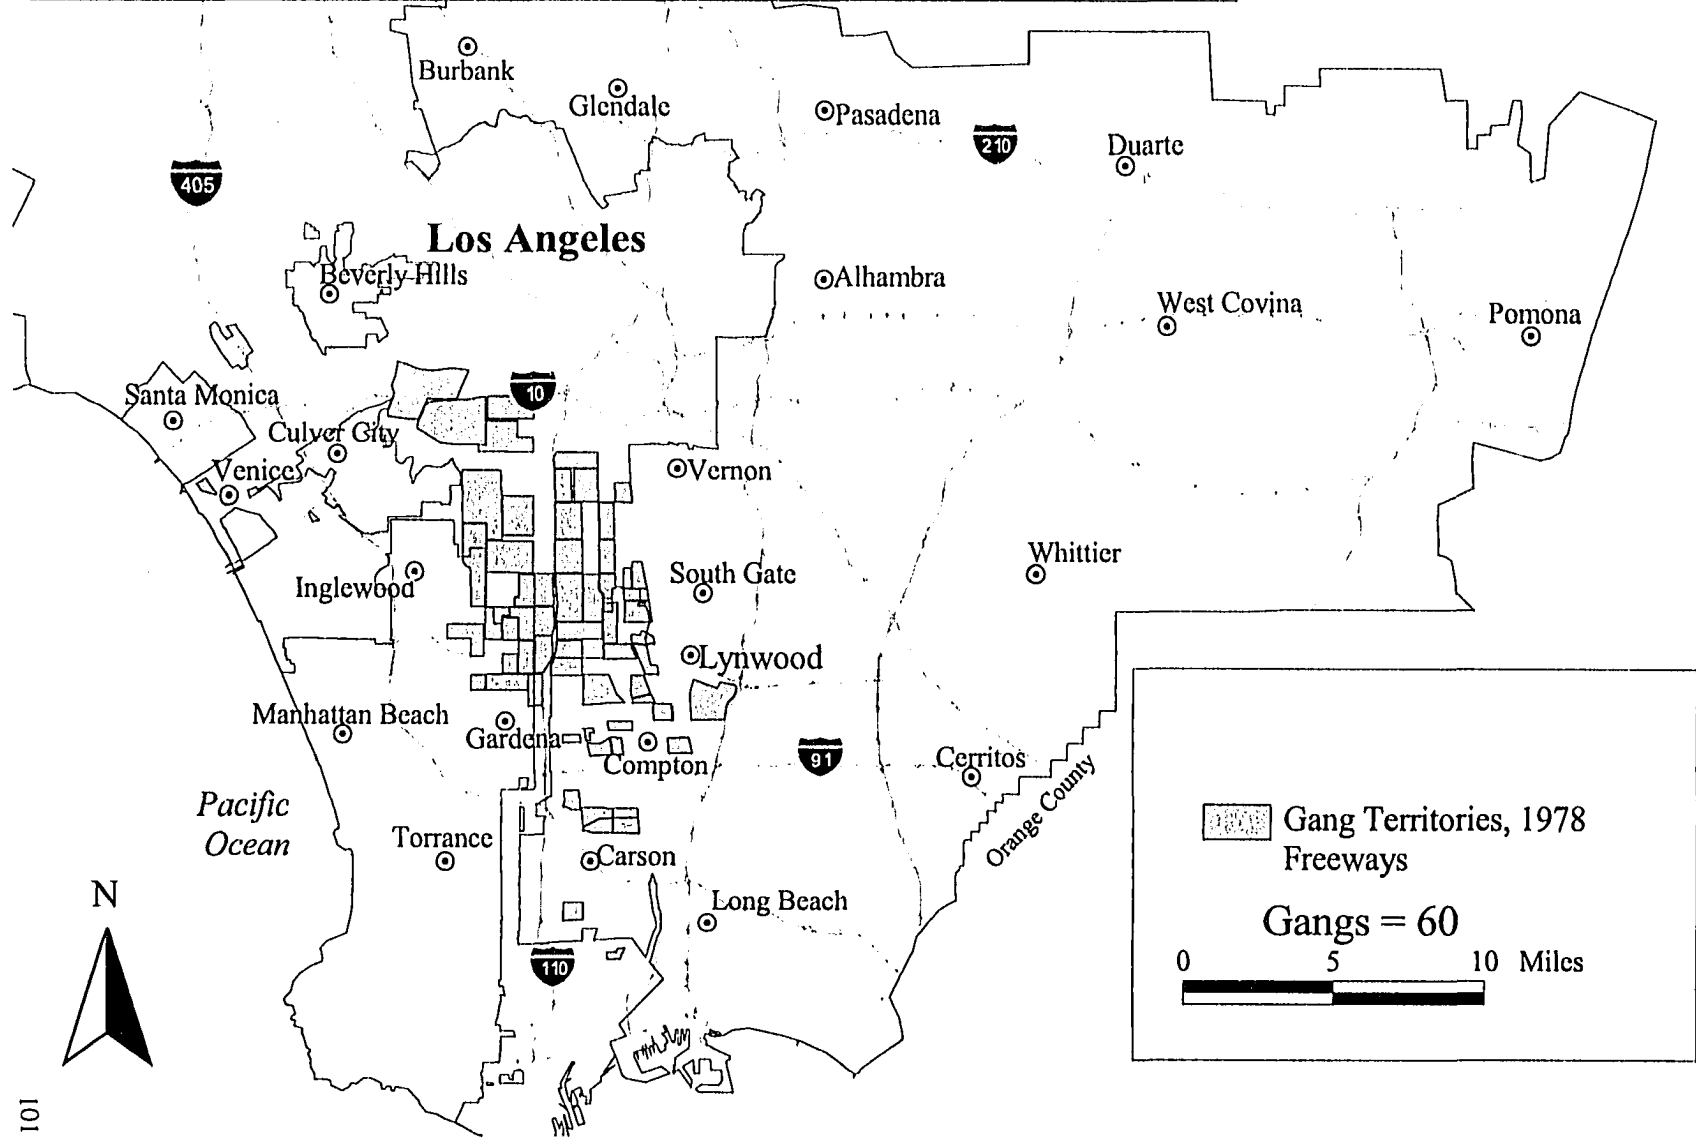 Burbank
Glendale
Pasadena
210
Duarte
405
Los Angeles
Beverly Hills
Alhambra
West Covina
Pomona
Santa Monica
10
Culver City
Venice
Vernon
Whittier
Inglewood
South Gate
Lynwood
Manhattan Beach
Gardena
Compton
91
Cerritos
Orange County
Pacific
Ocean
Torrance
Carson
Gang Territories, 1978
Freeways
N
Long Beach
Gangs = 60
110
0 5 10 Miles
101